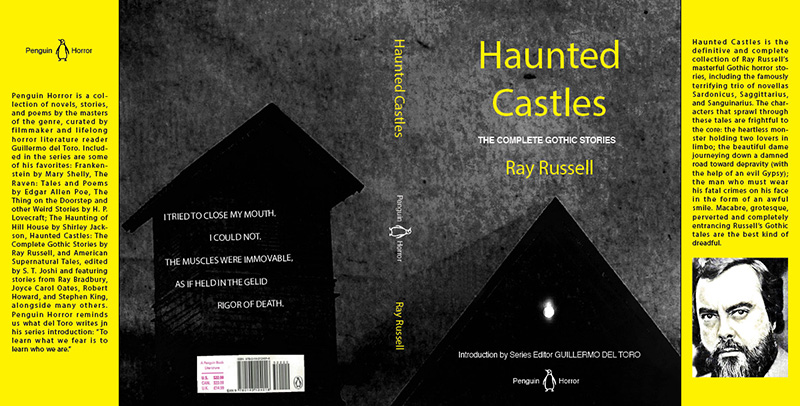 Penguin Horror
Penguin Horror is a col-
lection of novels, stories,
and poems by the masters
of the genre, curated by
filmmaker and lifelong
horror literature reader
Guillermo del Toro. Includ-
ed in the series are some
of his favorites: Franken-
stein by Mary Shelly, The
Raven: Tales and Poems
by Edgar Allen Poe, The
Thing on the Doorstep and
other Weird Stories by H. P.
Lovecraft; The Haunting of
Hill House by Shirley Jack-
son, Haunted Castles: The
Complete Gothic Stories by
Ray Russell, and American
Supernatural Tales, edited
by S. T. Joshi and featuring
stories from Ray Bradbury,
Joyce Carol Oates, Robert
Howard, and Stephen King,
alongside many others.
Penguin Horror reminds
us what del Toro writes jn
his series introduction: "To
learn what we fear is to
learn who we are."
I TRIED TO CLOSE MY MOUTH.
I COULD NOT.
THE MUSCLES WERE IMMOVABLE,
AS IF HELD IN THE GELID
RIGOR OF DEATH.
A Penguin Book
Literature
U.S.
CAN.
U.K.
Haunted Castles
Penguin Horror
Ray Russell
Haunted
Castles
THE COMPLETE GOTHIC STORIES
Ray Russell
Introduction by Series Editor GUILLERMO DEL TORO
Penguin Horror
Haunted Castles is the
definitive and complete
collection of Ray Russell's
masterful Gothic horror sto-
ries, including the famously
terrifying trio of novellas
Sardonicus, Saggittarius,
and Sanguinarius. The char-
acters that sprawl through
these tales are frightful to
the core: the heartless mon-
ster holding two lovers in
limbo; the beautiful dame
journeying down a damned
road toward depravity (with
the help of an evil Gypsy);
the man who must wear
his fatal crimes on his face
in the form of an awful
smile. Macabre, grotesque,
perverted and completely
entrancing Russell's Gothic
tales are the best kind of
dreadful.